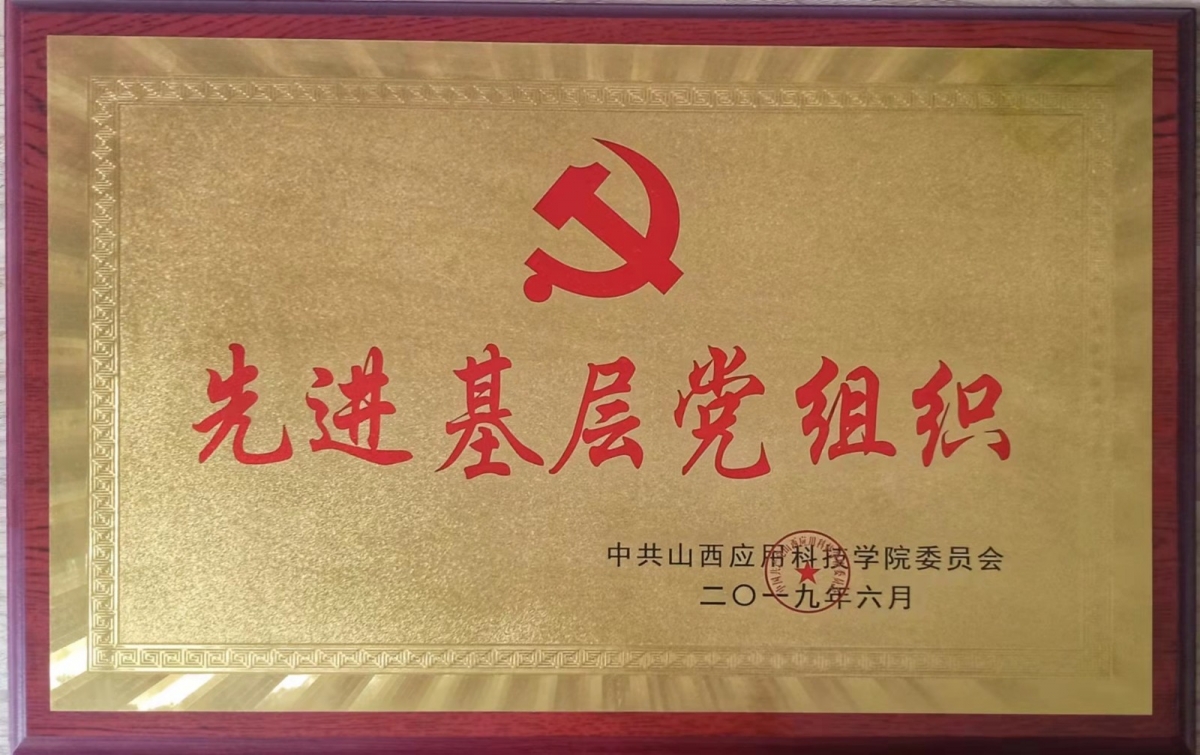 先进基层党组织
中共山西应用科技学院委员会
二〇一九年六月